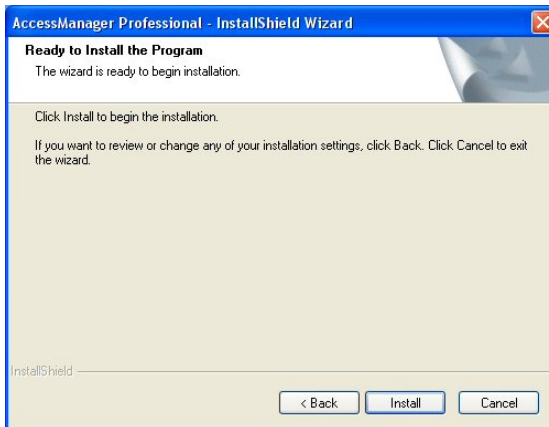 AccessManager Professional - InstallShield Wizard
Ready to Install the Program
The wizard is ready to begin installation.
Click Install to begin the installation.
If you want to review or change any of your installation settings, click Back. Click Cancel to exit
the wizard.
InstallShield
< Back Install Cancel